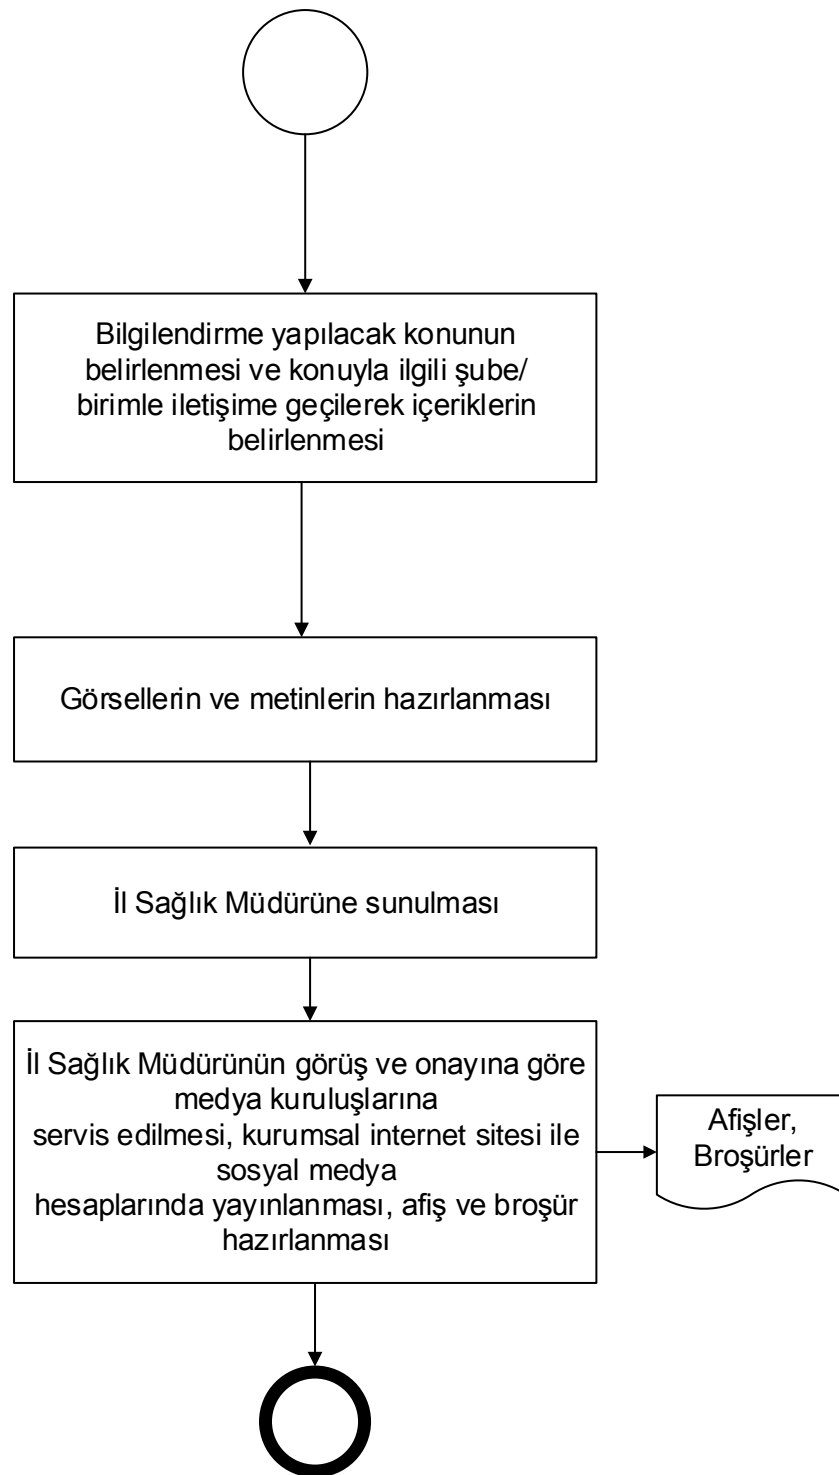 Bilgilendirme yapılacak konunun
belirlenmesi ve konuyla ilgili şube/
birimle iletişime geçilerek içeriklerin
belirlenmesi
Görsellerin ve metinlerin hazırlanması
İl Sağlık Müdürüne sunulması
İl Sağlık Müdürünün görüş ve onayına göre
medya kuruluşlarına
servis edilmesi, kurumsal internet sitesi ile
sosyal medya
hesaplarında yayınlanması, afiş ve broşür
hazırlanması
Afişler,
Broşürler